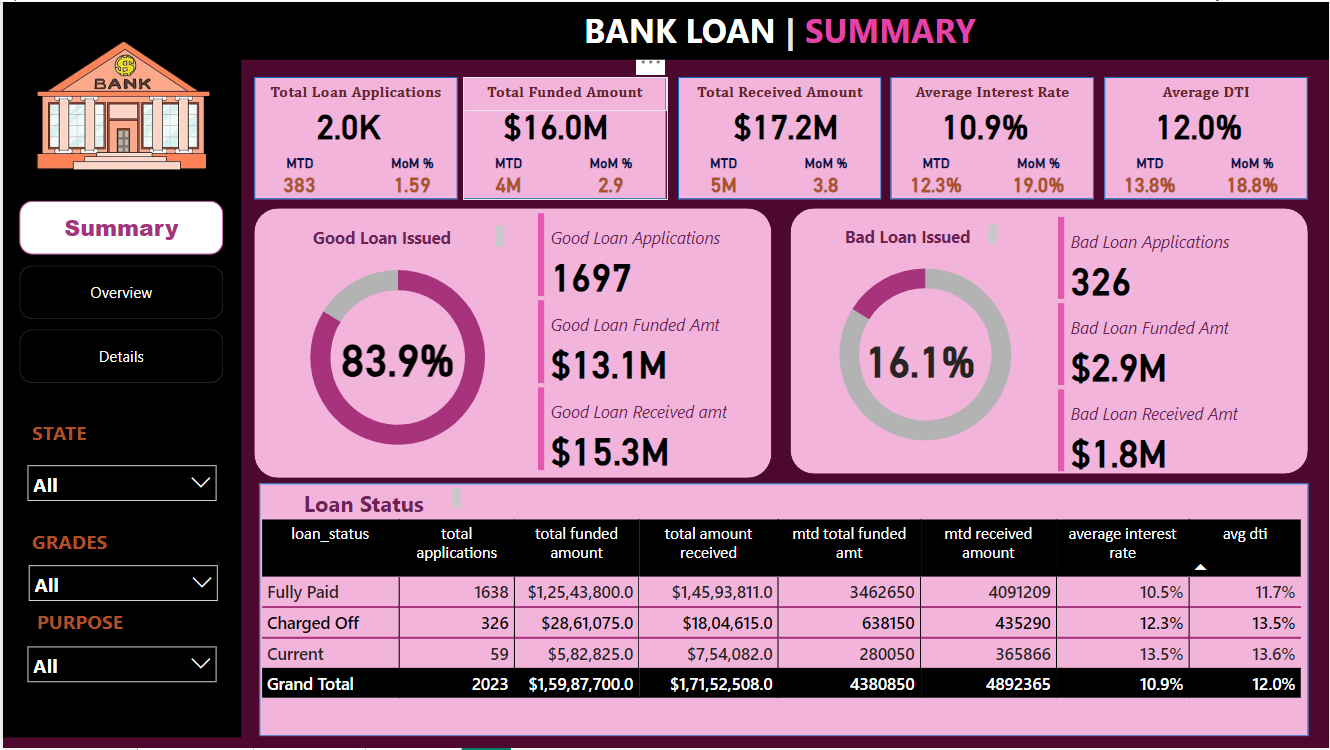 BANK LOAN | SUMMARY
BANK
Total Loan Applications
2.0K
MTD MoM %
383 1.59
Total Funded Amount
$16.0M
MTD MoM %
4M 2.9
Total Received Amount
$17.2M
MTD MoM %
5M 3.8
Average Interest Rate
10.9%
MTD MoM %
12.3% 19.0%
Average DTI
12.0%
MTD MoM %
13.8% 18.8%
Summary
Overview
Details
STATE
All
GRADES
All
PURPOSE
All
Good Loan Issued
83.9%
Good Loan Applications
1697
Good Loan Funded Amt
$13.1M
Good Loan Received amt
$15.3M
Bad Loan Issued
16.1%
Bad Loan Applications
326
Bad Loan Funded Amt
$2.9M
Bad Loan Received Amt
$1.8M
Loan Status
loan_status total applications total funded amount total amount received mtd total funded amt mtd received amount average interest rate avg dti
Fully Paid 1638 $1,25,43,800.0 $1,45,93,811.0 3462650 4091209 10.5% 11.7%
Charged Off 326 $28,61,075.0 $18,04,615.0 638150 435290 12.3% 13.5%
Current 59 $5,82,825.0 $7,54,082.0 280050 365866 13.5% 13.6%
Grand Total 2023 $1,59,87,700.0 $1,71,52,508.0 4380850 4892365 10.9% 12.0%